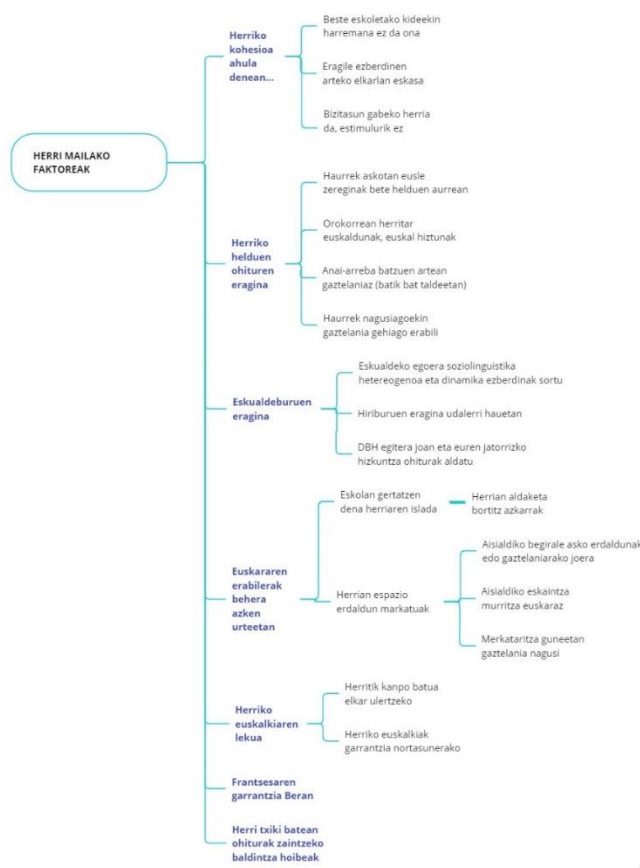 HERRI MAILAKO
FAKTOREAK
Herriko
kohesioa
ahula
denean...
Beste eskoletako kideekin
harremana ez da ona
Eragile ezberdinen
arteko elkarlan eskasa
Bizitasun gabeko herria
da, estimulurik ez
Herriko
helduen
ohituren
eragina
Haurrek askotan eusle
zereginak bete helduen aurrean
Orokorrean herritar
euskaldunak, euskal hiztunak
Anai-arreba batzuen artean
gaztelaniaz (batik bat taldeetan)
Haurrek nagusiagoekin
gaztelania gehiago erabili
Eskualdeburuen
eragina
Eskualdeko egoera soziolinguistika
hetereogenoa eta dinamika ezberdinak sortu
Hiriburuen eragina udalerri hauetan
DBH egitera joan eta euren jatorrizko
hizkuntza ohiturak aldatu
Euskararen
erabilerak
behera
azken
urteetan
Eskolan gertatzen
dena herriaren islada
Herrian aldaketa
bortitz azkarrak
Herrian espazio
erdaldun markatuak
Aisialdiko begirale asko erdaldunak
edo gaztelaniarako joera
Aisialdiko eskaintza
murritza euskaraz
Merkataritza guneetan
gaztelania nagusi
Herriko
euskalkiaren
lekua
Herritik kanpo batua
elkar ulertzeko
Herriko euskalkiak
garrantzia nortasunerako
Frantsesaren
garrantzia Beran
Herri txiki batean
ohiturak zaintzeko
baldintza hoibeak